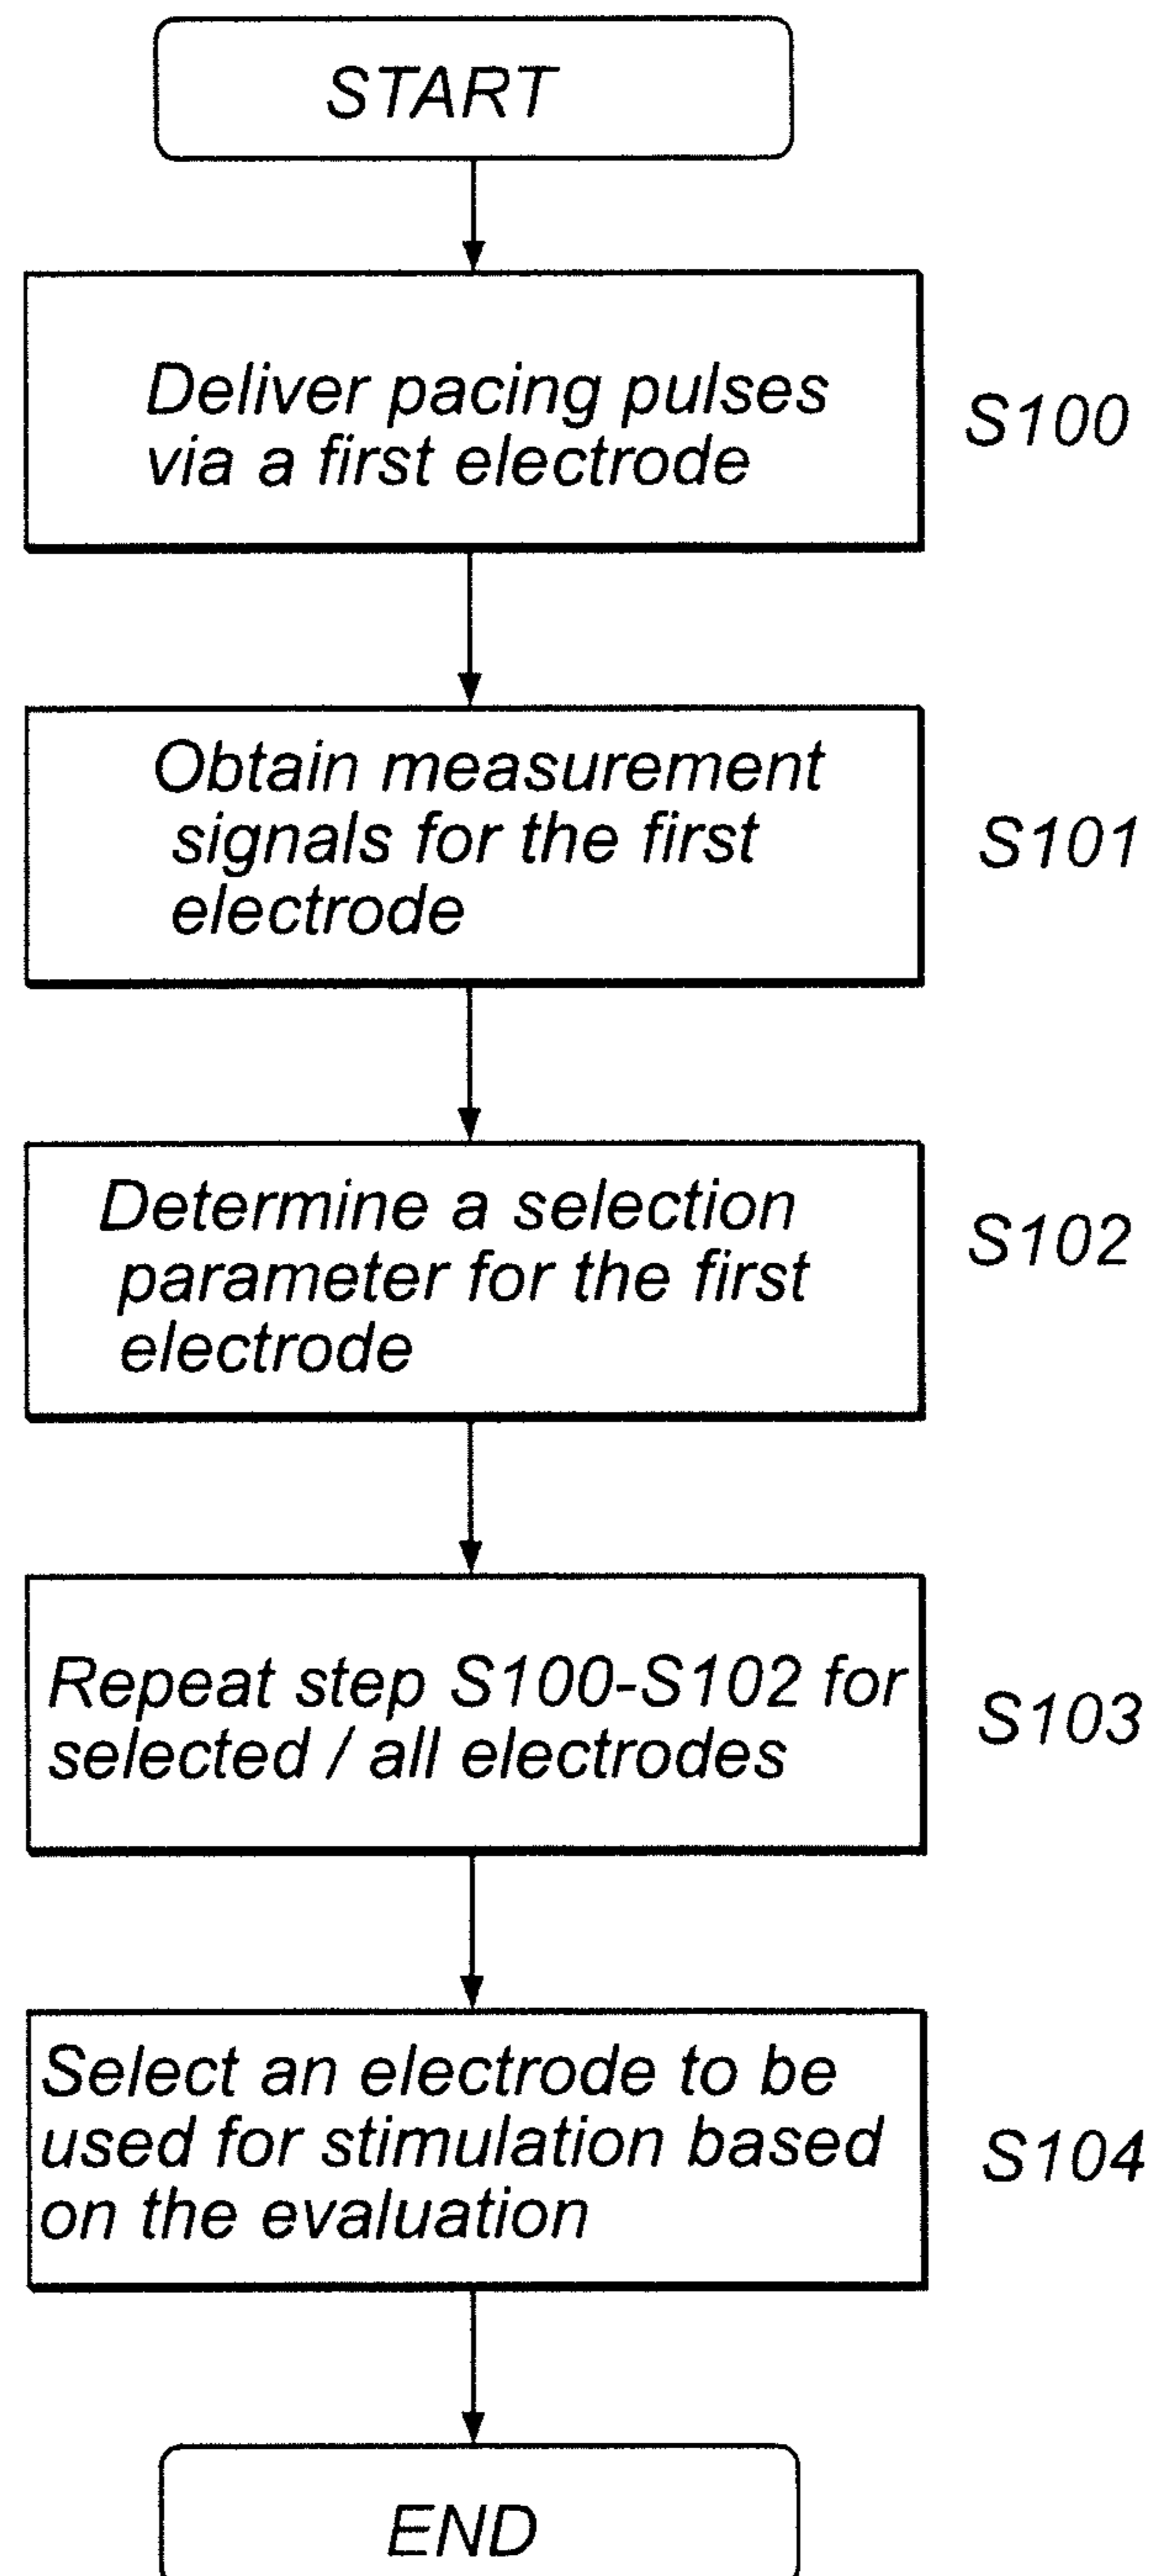 START
Deliver pacing pulses
via a first electrode
S100
Obtain measurement
signals for the first
electrode
S101
Determine a selection
parameter for the first
electrode
S102
Repeat step S100-S102 for
selected / all electrodes
S103
Select an electrode to be
used for stimulation based
on the evaluation
S104
END